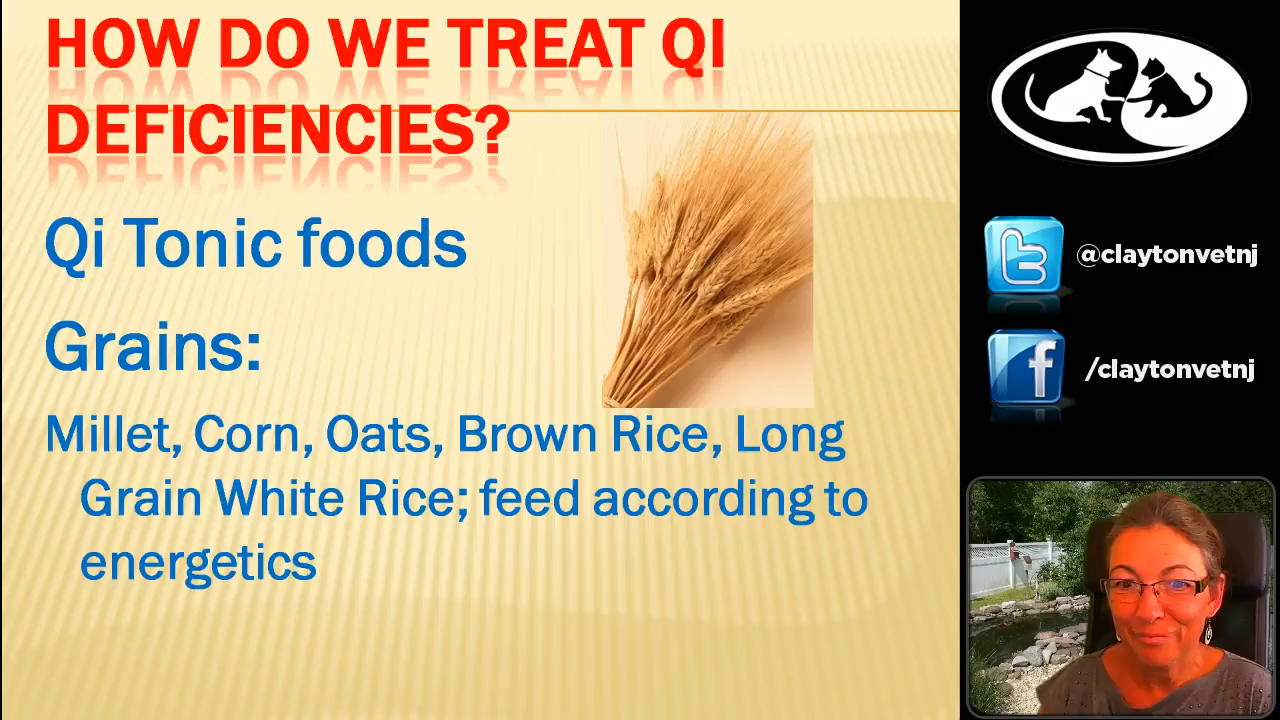 HOW DO WE TREAT QI
DEFICIENCIES?
Qi Tonic foods
Grains:
Millet, Corn, Oats, Brown Rice, Long
Grain White Rice; feed according to
energetics
@claytonvetnj
/claytonvetnj